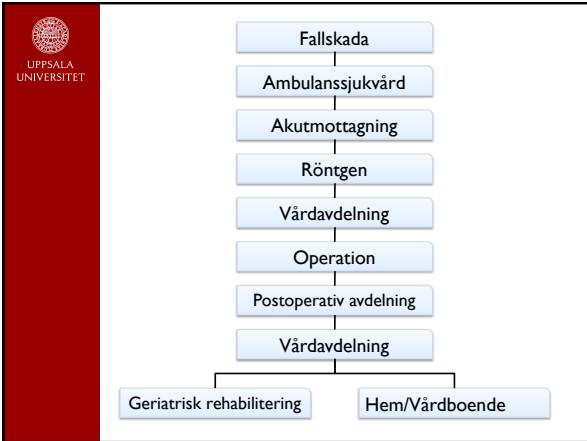 UPPSALA
UNIVERSITET
Fallskada
Ambulanssjukvård
Akutmottagning
Röntgen
Vårdavdelning
Operation
Postoperativ avdelning
Vårdavdelning
Geriatrisk rehabilitering
Hem/Vårdboende